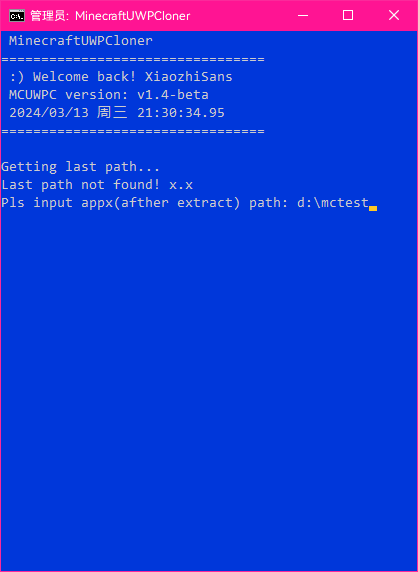 管理员: MinecraftUWPCloner
MinecraftUWPCloner
=================================
:) Welcome back! XiaozhiSans
MCUWPC version: v1.4-beta
2024/03/13 周三 21:30:34.95
=================================
Getting last path...
Last path not found! x.x
Pls input appx(afther extract) path: d:\mctest